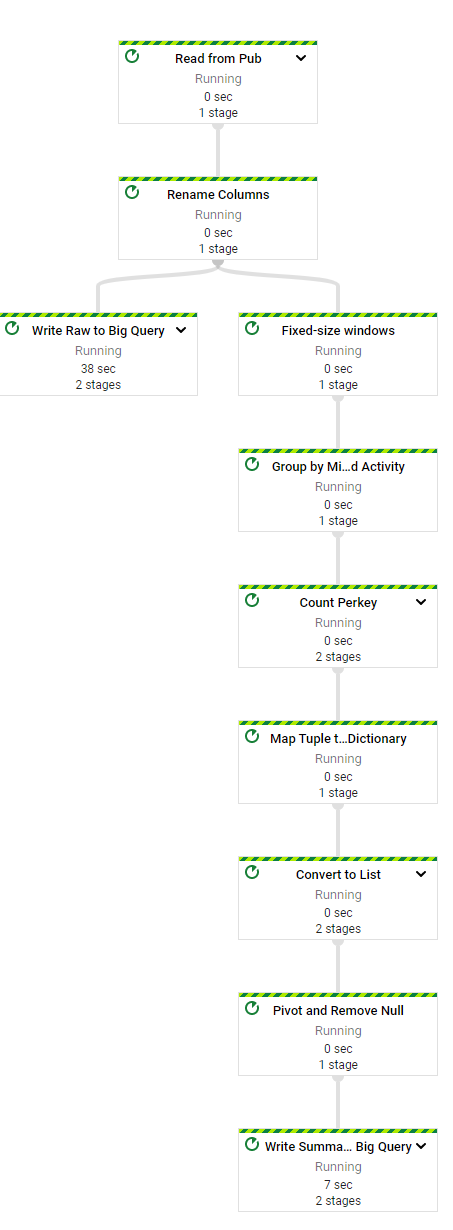 Read from Pub
Running
0 sec
1 stage
Rename Columns
Running
0 sec
1 stage
Write Raw to Big Query
Running
38 sec
2 stages
Fixed-size windows
Running
0 sec
1 stage
Group by Mi…d Activity
Running
0 sec
1 stage
Count Perkey
Running
0 sec
2 stages
Map Tuple t…Dictionary
Running
0 sec
1 stage
Convert to List
Running
0 sec
2 stages
Pivot and Remove Null
Running
0 sec
1 stage
Write Summa… Big Query
Running
7 sec
2 stages